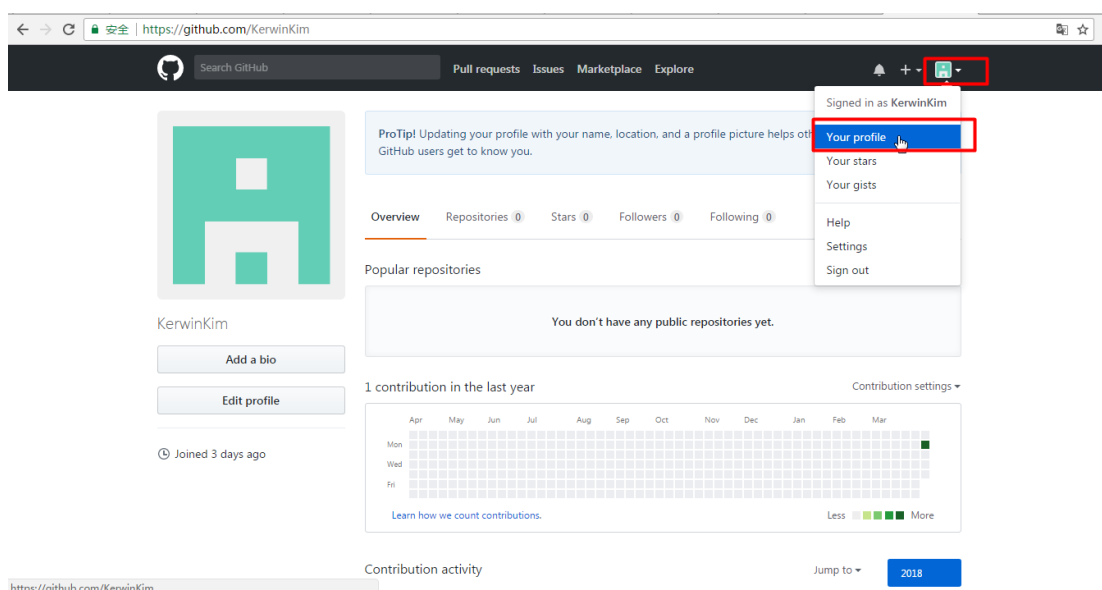 安全 | https://github.com/KerwinKim
Search GitHub
Pull requests Issues Marketplace Explore
Signed in as KerwinKim
Your profile
Your stars
Your gists
Help
Settings
Sign out
ProTip! Updating your profile with your name, location, and a profile picture helps oth
GitHub users get to know you.
Overview Repositories 0 Stars 0 Followers 0 Following 0
Popular repositories
You don't have any public repositories yet.
KerwinKim
Add a bio
Edit profile
Joined 3 days ago
1 contribution in the last year
Contribution settings
Apr May Jun Jul Aug Sep Oct Nov Dec Jan Feb Mar
Mon
Wed
Fri
Learn how we count contributions.
Less More
Contribution activity
Jump to
2018
https://github.com/KerwinKim